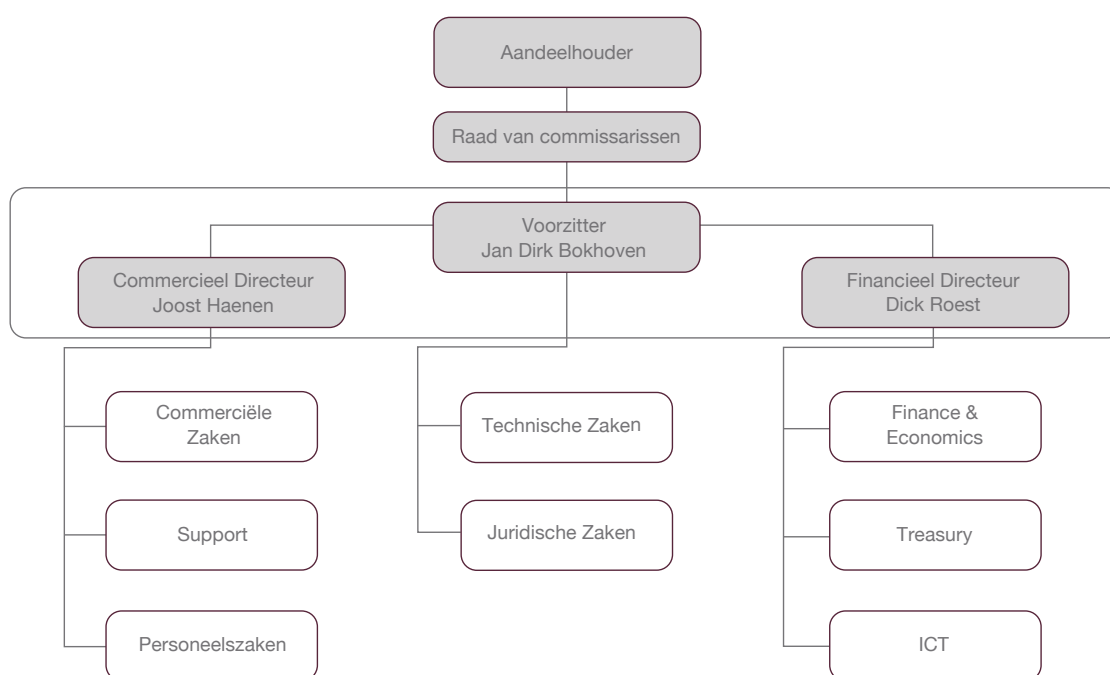 Aandeelhouder
Raad van commissarissen
Voorzitter
Jan Dirk Bokhoven
Commercieel Directeur
Joost Haenen
Financieel Directeur
Dick Roest
Commerciële
Zaken
Technische Zaken
Finance &
Economics
Support
Juridische Zaken
Treasury
Personeelszaken
ICT